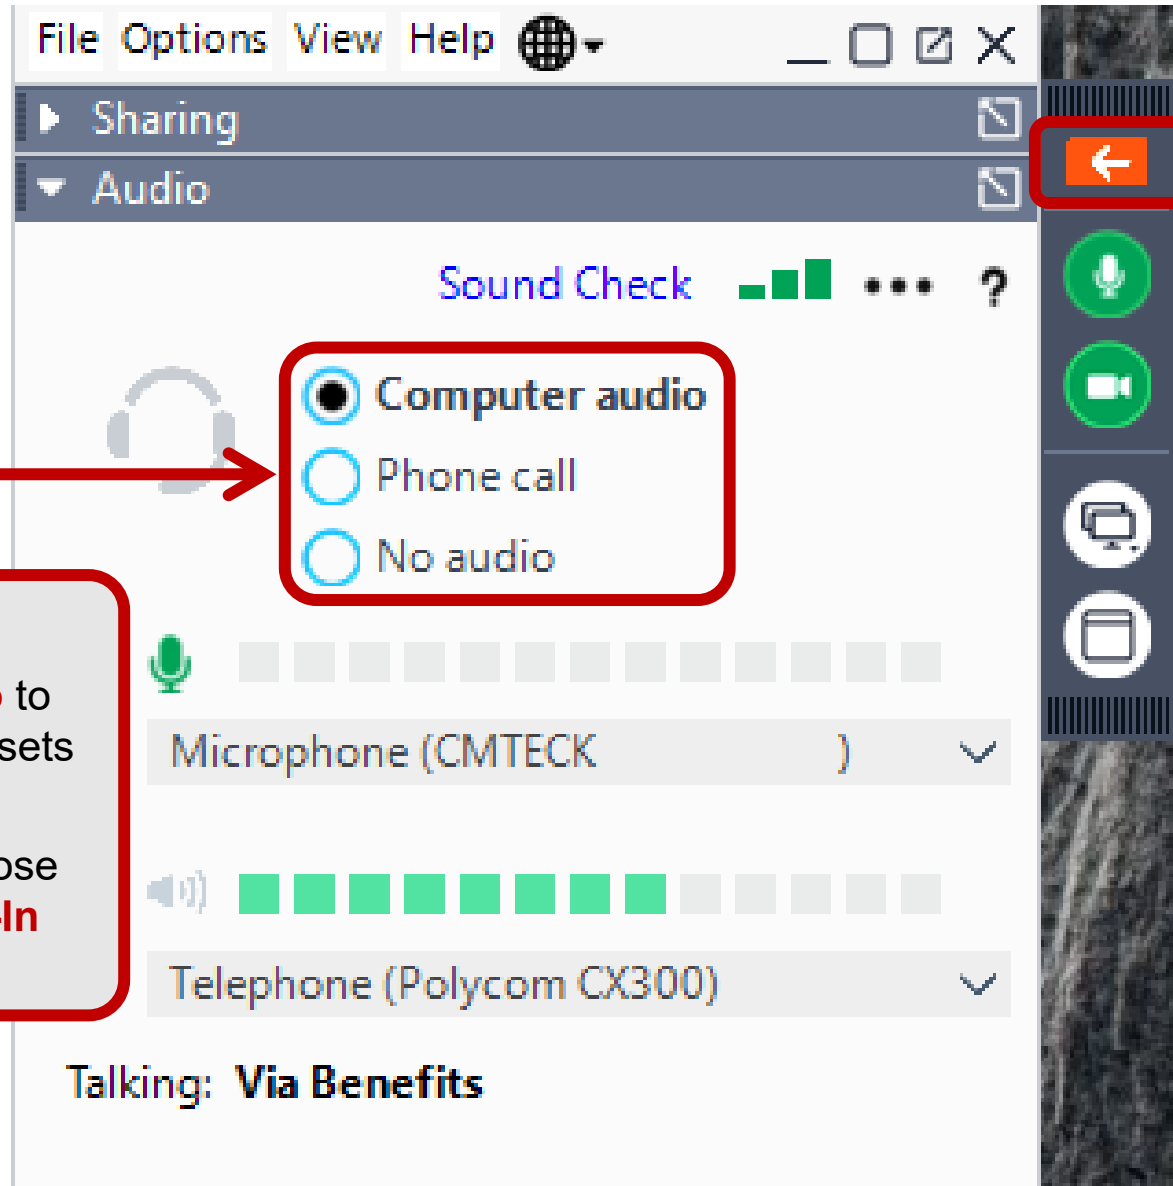 File Options View Help
Sharing
Audio
Sound Check ... ?
Computer audio
Phone call
No audio
to
sets
Microphone (CMTECK )
ose
-In
Telephone (Polycom CX300)
Talking: Via Benefits